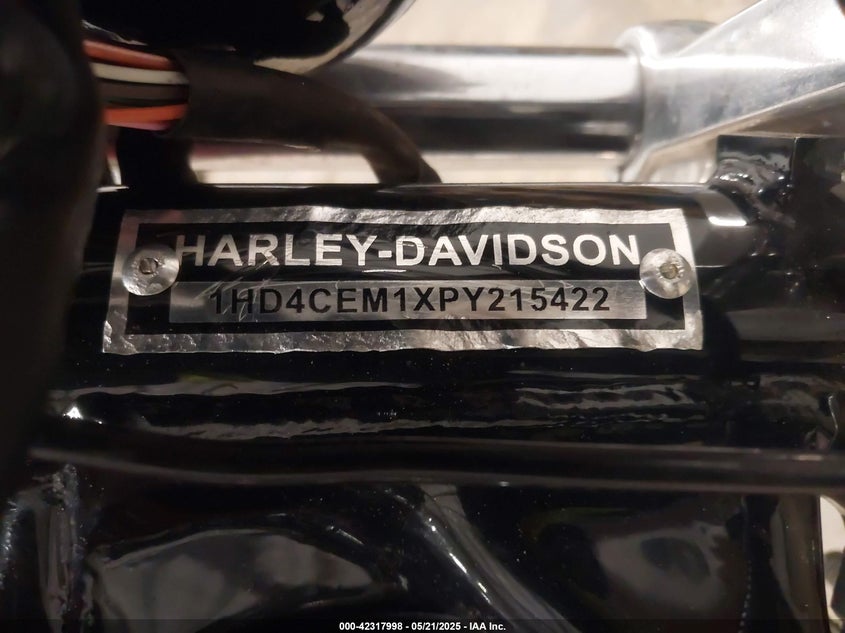 HARLEY-DAVIDSON
1HD4CEM1XPY215422
000-42317998 - 05/21/2025 - IAA Inc.